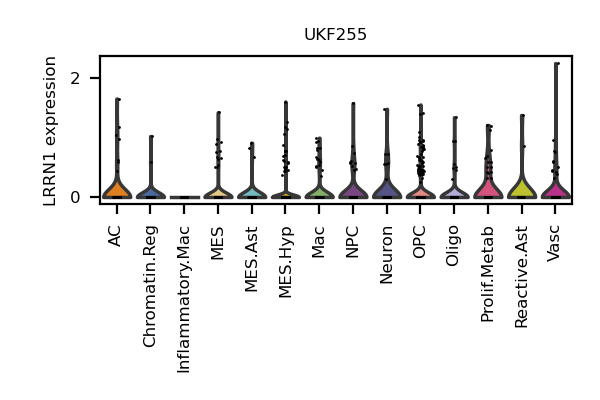 UKF255
LRRN1 expression
2
0
AC
Chromatin.Reg
Inflammatory.Mac
MES
MES.Ast
MES.Hyp
Mac
NPC
Neuron
OPC
Oligo
Prolif.Metab
Reactive.Ast
Vasc